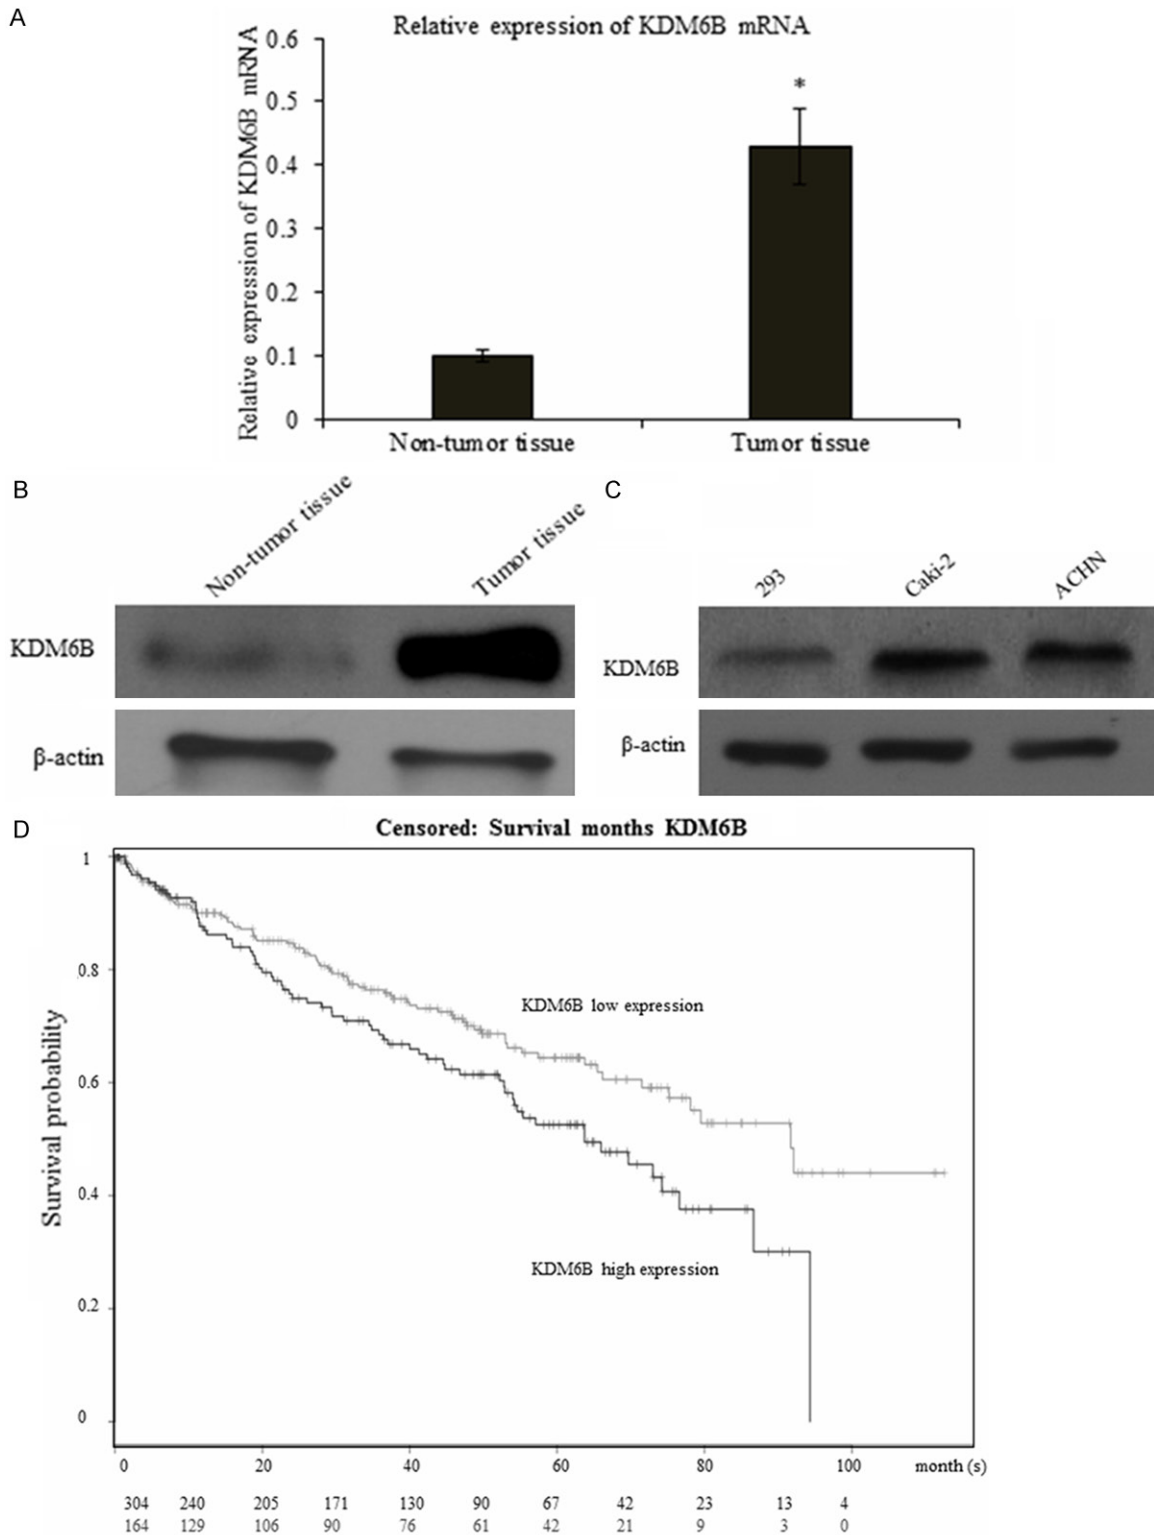 A
Relative expression of KDM6B mRNA
Relative expression of KDM6B mRNA
0.6
0.5
0.4
0.3
0.2
0.1
0
*
Non-tumor tissue
Tumor tissue
B
Non-tumor tissue
Tumor tissue
KDM6B
β-actin
C
293
Caki-2
ACHN
KDM6B
β-actin
D
Censored: Survival months KDM6B
Survival probability
1
0.8
0.6
0.4
0.2
0
KDM6B low expression
KDM6B high expression
0 20 40 60 80 100 month (s)
304 240 205 171 130 90 67 42 23 13 4
164 129 106 90 76 61 42 21 9 3 0